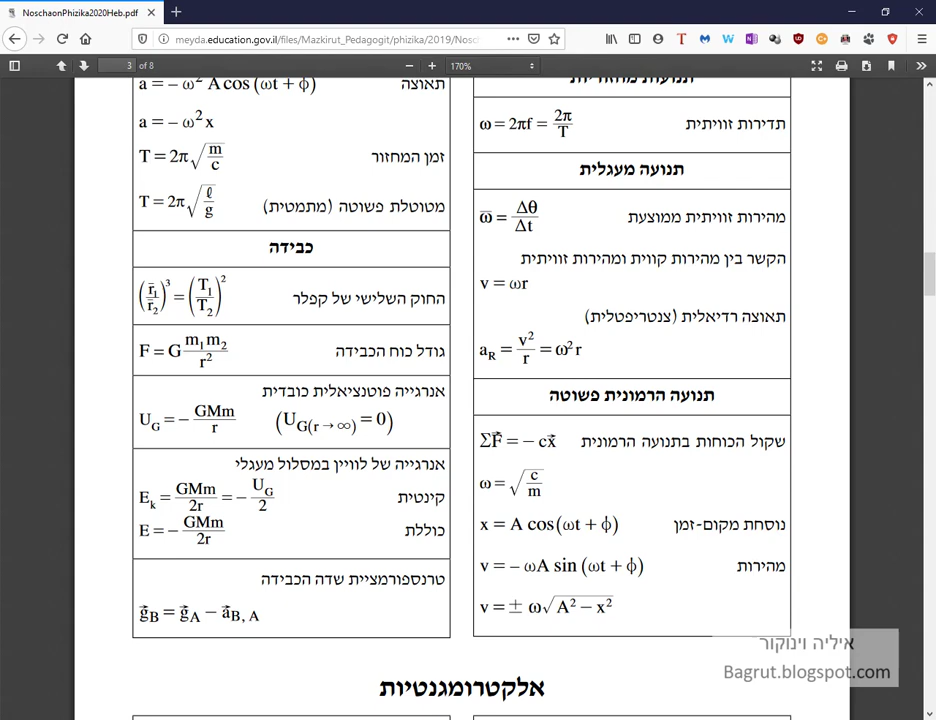 NoschaonPhizika2020Heb.pdf
meyda.education.gov.il/files/Mazkirut_Pedagogit/phizika/2019/Nosc
3 of 8
170%
תדירות זוויתית ω = 2πf = 2π/T
תנועה מעגלית
מהירות זוויתית ממוצעת ω̅ = Δθ/Δt
הקשר בין מהירות קווית ומהירות זוויתית
v = ωr
תאוצה רדיאלית (צנטריפטלית)
a_R = v²/r = ω²r
תנועה הרמונית פשוטה
שקול הכוחות בתנועה הרמונית ΣF⃗ = − cx⃗
ω = √(c/m)
נוסחת מקום-זמן x = A cos(ωt + ϕ)
מהירות v = − ωA sin (ωt + ϕ)
v = ± ω√(A² − x²)
תאוצה a = − ω² A cos (ωt + ϕ)
a = − ω² x
זמן המחזור T = 2π√(m/c)
מטוטלת פשוטה (מתמטית) T = 2π√(ℓ/g)
כבידה
החוק השלישי של קפלר (r̅₁/r̅₂)³ = (T₁/T₂)²
גודל כוח הכבידה F = G m₁m₂/r²
אנרגייה פוטנציאלית כובדית
U_G = − GMm/r (U_G(r → ∞) = 0)
אנרגייה של לוויין במסלול מעגלי
קינטית E_k = GMm/2r = − U_G/2
כוללת E = − GMm/2r
טרנספורמציית שדה הכבידה
g⃗_B = g⃗_A − a⃗_B, A
איליה וינוקור
Bagrut.blogspot.com
אלקטרומגנטיות